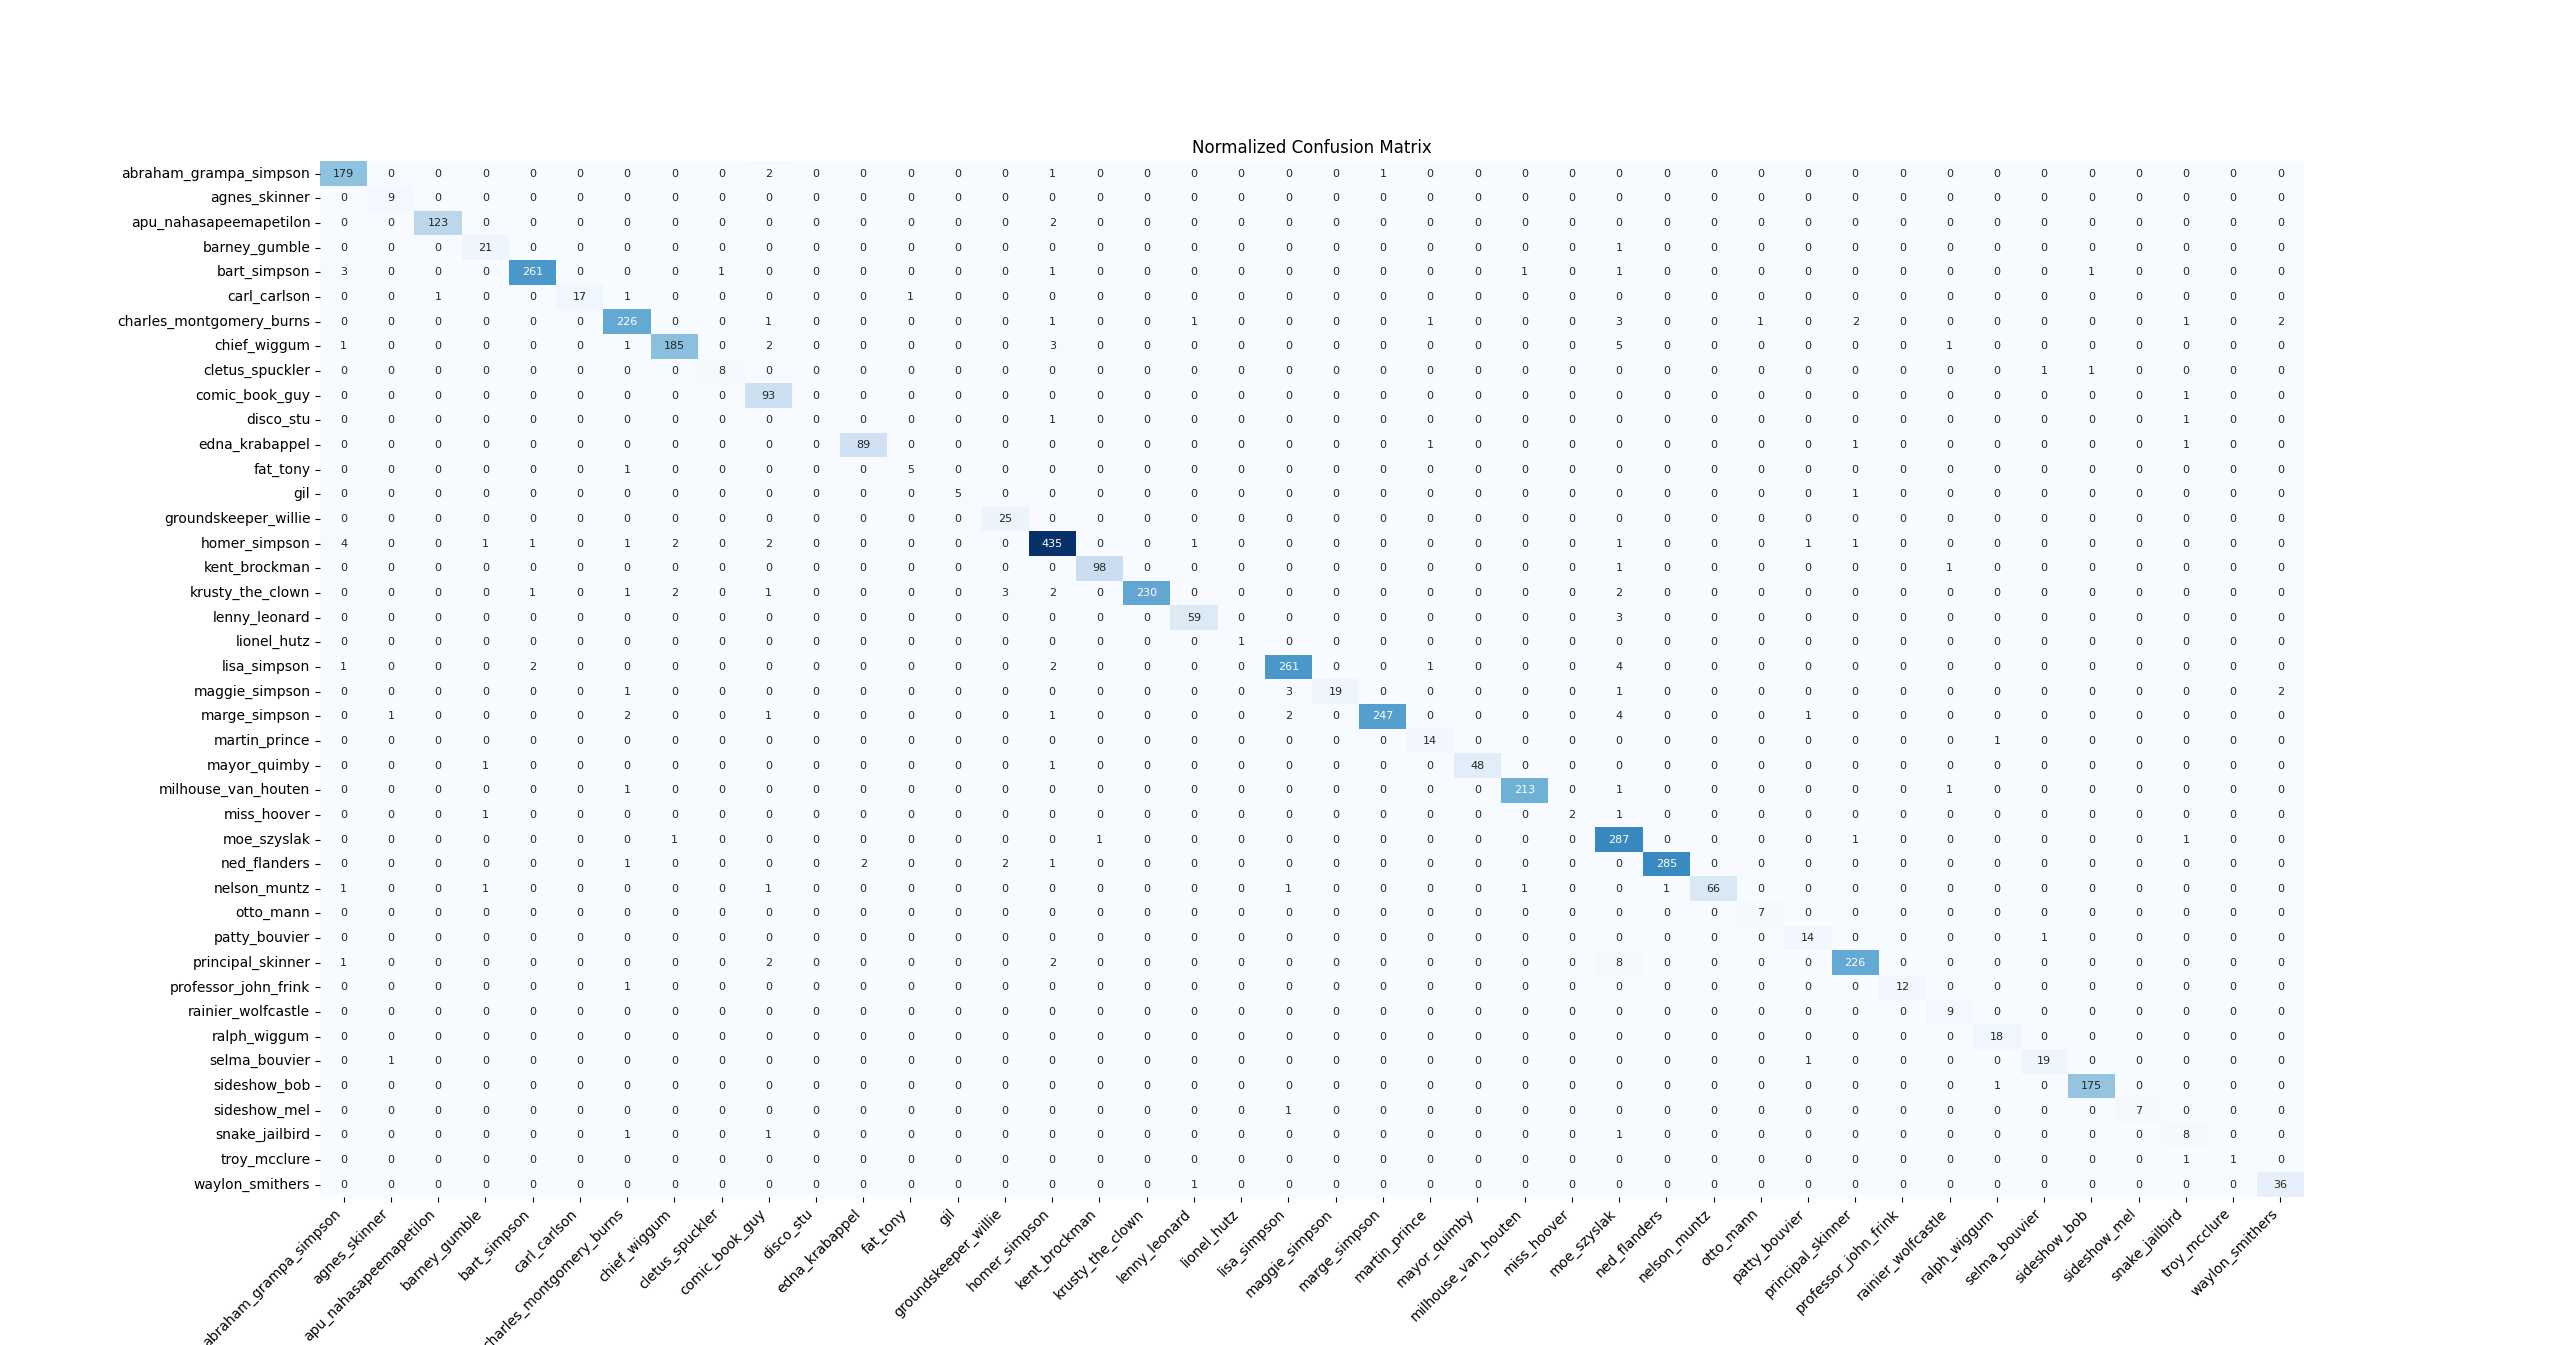 Normalized Confusion Matrix
abraham_grampa_simpson 179 0 0 0 0 0 0 0 0 2 0 0 0 0 0 1 0 0 0 0 0 0 1 0 0 0 0 0 0 0 0 0 0 0 0 0 0 0 0 0 0 0
agnes_skinner 0 9 0 0 0 0 0 0 0 0 0 0 0 0 0 0 0 0 0 0 0 0 0 0 0 0 0 0 0 0 0 0 0 0 0 0 0 0 0 0 0 0
apu_nahasapeemapetilon 0 0 123 0 0 0 0 0 0 0 0 0 0 0 0 2 0 0 0 0 0 0 0 0 0 0 0 0 0 0 0 0 0 0 0 0 0 0 0 0 0 0
barney_gumble 0 0 0 21 0 0 0 0 0 0 0 0 0 0 0 0 0 0 0 0 0 0 0 0 0 0 0 1 0 0 0 0 0 0 0 0 0 0 0 0 0 0
bart_simpson 3 0 0 0 261 0 0 0 1 0 0 0 0 0 0 1 0 0 0 0 0 0 0 0 0 1 0 1 0 0 0 0 0 0 0 0 0 1 0 0 0 0
carl_carlson 0 0 1 0 0 17 1 0 0 0 0 0 1 0 0 0 0 0 0 0 0 0 0 0 0 0 0 0 0 0 0 0 0 0 0 0 0 0 0 0 0 0
charles_montgomery_burns 0 0 0 0 0 0 226 0 0 1 0 0 0 0 0 1 0 0 1 0 0 0 0 1 0 0 0 3 0 0 1 0 2 0 0 0 0 0 0 1 0 2
chief_wiggum 1 0 0 0 0 0 1 185 0 2 0 0 0 0 0 3 0 0 0 0 0 0 0 0 0 0 0 5 0 0 0 0 0 0 1 0 0 0 0 0 0 0
cletus_spuckler 0 0 0 0 0 0 0 0 8 0 0 0 0 0 0 0 0 0 0 0 0 0 0 0 0 0 0 0 0 0 0 0 0 0 0 0 1 1 0 0 0 0
comic_book_guy 0 0 0 0 0 0 0 0 0 93 0 0 0 0 0 0 0 0 0 0 0 0 0 0 0 0 0 0 0 0 0 0 0 0 0 0 0 0 0 1 0 0
disco_stu 0 0 0 0 0 0 0 0 0 0 0 0 0 0 0 1 0 0 0 0 0 0 0 0 0 0 0 0 0 0 0 0 0 0 0 0 0 0 0 1 0 0
edna_krabappel 0 0 0 0 0 0 0 0 0 0 0 89 0 0 0 0 0 0 0 0 0 0 0 1 0 0 0 0 0 0 0 0 1 0 0 0 0 0 0 1 0 0
fat_tony 0 0 0 0 0 0 1 0 0 0 0 0 5 0 0 0 0 0 0 0 0 0 0 0 0 0 0 0 0 0 0 0 0 0 0 0 0 0 0 0 0 0
gil 0 0 0 0 0 0 0 0 0 0 0 0 0 5 0 0 0 0 0 0 0 0 0 0 0 0 0 0 0 0 0 0 1 0 0 0 0 0 0 0 0 0
groundskeeper_willie 0 0 0 0 0 0 0 0 0 0 0 0 0 0 25 0 0 0 0 0 0 0 0 0 0 0 0 0 0 0 0 0 0 0 0 0 0 0 0 0 0 0
homer_simpson 4 0 0 1 1 0 1 2 0 2 0 0 0 0 0 435 0 0 1 0 0 0 0 0 0 0 0 1 0 0 0 1 1 0 0 0 0 0 0 0 0 0
kent_brockman 0 0 0 0 0 0 0 0 0 0 0 0 0 0 0 0 98 0 0 0 0 0 0 0 0 0 0 1 0 0 0 0 0 0 1 0 0 0 0 0 0 0
krusty_the_clown 0 0 0 0 1 0 1 2 0 1 0 0 0 0 3 2 0 230 0 0 0 0 0 0 0 0 0 2 0 0 0 0 0 0 0 0 0 0 0 0 0 0
lenny_leonard 0 0 0 0 0 0 0 0 0 0 0 0 0 0 0 0 0 0 59 0 0 0 0 0 0 0 0 3 0 0 0 0 0 0 0 0 0 0 0 0 0 0
lionel_hutz 0 0 0 0 0 0 0 0 0 0 0 0 0 0 0 0 0 0 0 1 0 0 0 0 0 0 0 0 0 0 0 0 0 0 0 0 0 0 0 0 0 0
lisa_simpson 1 0 0 0 2 0 0 0 0 0 0 0 0 0 0 2 0 0 0 0 261 0 0 1 0 0 0 4 0 0 0 0 0 0 0 0 0 0 0 0 0 0
maggie_simpson 0 0 0 0 0 0 1 0 0 0 0 0 0 0 0 0 0 0 0 0 3 19 0 0 0 0 0 1 0 0 0 0 0 0 0 0 0 0 0 0 0 2
marge_simpson 0 1 0 0 0 0 2 0 0 1 0 0 0 0 0 1 0 0 0 0 2 0 247 0 0 0 0 4 0 0 0 1 0 0 0 0 0 0 0 0 0 0
martin_prince 0 0 0 0 0 0 0 0 0 0 0 0 0 0 0 0 0 0 0 0 0 0 0 14 0 0 0 0 0 0 0 0 0 0 0 1 0 0 0 0 0 0
mayor_quimby 0 0 0 1 0 0 0 0 0 0 0 0 0 0 0 1 0 0 0 0 0 0 0 0 48 0 0 0 0 0 0 0 0 0 0 0 0 0 0 0 0 0
milhouse_van_houten 0 0 0 0 0 0 1 0 0 0 0 0 0 0 0 0 0 0 0 0 0 0 0 0 0 213 0 1 0 0 0 0 0 0 1 0 0 0 0 0 0 0
miss_hoover 0 0 0 1 0 0 0 0 0 0 0 0 0 0 0 0 0 0 0 0 0 0 0 0 0 0 2 1 0 0 0 0 0 0 0 0 0 0 0 0 0 0
moe_szyslak 0 0 0 0 0 0 0 1 0 0 0 0 0 0 0 0 1 0 0 0 0 0 0 0 0 0 0 287 0 0 0 0 1 0 0 0 0 0 0 1 0 0
ned_flanders 0 0 0 0 0 0 1 0 0 0 0 2 0 0 2 1 0 0 0 0 0 0 0 0 0 0 0 0 285 0 0 0 0 0 0 0 0 0 0 0 0 0
nelson_muntz 1 0 0 1 0 0 0 0 0 1 0 0 0 0 0 0 0 0 0 0 1 0 0 0 0 1 0 0 1 66 0 0 0 0 0 0 0 0 0 0 0 0
otto_mann 0 0 0 0 0 0 0 0 0 0 0 0 0 0 0 0 0 0 0 0 0 0 0 0 0 0 0 0 0 0 7 0 0 0 0 0 0 0 0 0 0 0
patty_bouvier 0 0 0 0 0 0 0 0 0 0 0 0 0 0 0 0 0 0 0 0 0 0 0 0 0 0 0 0 0 0 0 14 0 0 0 0 1 0 0 0 0 0
principal_skinner 1 0 0 0 0 0 0 0 0 2 0 0 0 0 0 2 0 0 0 0 0 0 0 0 0 0 0 8 0 0 0 0 226 0 0 0 0 0 0 0 0 0
professor_john_frink 0 0 0 0 0 0 1 0 0 0 0 0 0 0 0 0 0 0 0 0 0 0 0 0 0 0 0 0 0 0 0 0 0 12 0 0 0 0 0 0 0 0
rainier_wolfcastle 0 0 0 0 0 0 0 0 0 0 0 0 0 0 0 0 0 0 0 0 0 0 0 0 0 0 0 0 0 0 0 0 0 0 9 0 0 0 0 0 0 0
ralph_wiggum 0 0 0 0 0 0 0 0 0 0 0 0 0 0 0 0 0 0 0 0 0 0 0 0 0 0 0 0 0 0 0 0 0 0 0 18 0 0 0 0 0 0
selma_bouvier 0 1 0 0 0 0 0 0 0 0 0 0 0 0 0 0 0 0 0 0 0 0 0 0 0 0 0 0 0 0 0 1 0 0 0 0 19 0 0 0 0 0
sideshow_bob 0 0 0 0 0 0 0 0 0 0 0 0 0 0 0 0 0 0 0 0 0 0 0 0 0 0 0 0 0 0 0 0 0 0 0 1 0 175 0 0 0 0
sideshow_mel 0 0 0 0 0 0 0 0 0 0 0 0 0 0 0 0 0 0 0 0 1 0 0 0 0 0 0 0 0 0 0 0 0 0 0 0 0 0 7 0 0 0
snake_jailbird 0 0 0 0 0 0 1 0 0 1 0 0 0 0 0 0 0 0 0 0 0 0 0 0 0 0 0 1 0 0 0 0 0 0 0 0 0 0 0 8 0 0
troy_mcclure 0 0 0 0 0 0 0 0 0 0 0 0 0 0 0 0 0 0 0 0 0 0 0 0 0 0 0 0 0 0 0 0 0 0 0 0 0 0 0 1 1 0
waylon_smithers 0 0 0 0 0 0 0 0 0 0 0 0 0 0 0 0 0 0 1 0 0 0 0 0 0 0 0 0 0 0 0 0 0 0 0 0 0 0 0 0 0 36
abraham_grampa_simpson
agnes_skinner
apu_nahasapeemapetilon
barney_gumble
bart_simpson
carl_carlson
charles_montgomery_burns
chief_wiggum
cletus_spuckler
comic_book_guy
disco_stu
edna_krabappel
fat_tony
gil
groundskeeper_willie
homer_simpson
kent_brockman
krusty_the_clown
lenny_leonard
lionel_hutz
lisa_simpson
maggie_simpson
marge_simpson
martin_prince
mayor_quimby
milhouse_van_houten
miss_hoover
moe_szyslak
ned_flanders
nelson_muntz
otto_mann
patty_bouvier
principal_skinner
professor_john_frink
rainier_wolfcastle
ralph_wiggum
selma_bouvier
sideshow_bob
sideshow_mel
snake_jailbird
troy_mcclure
waylon_smithers